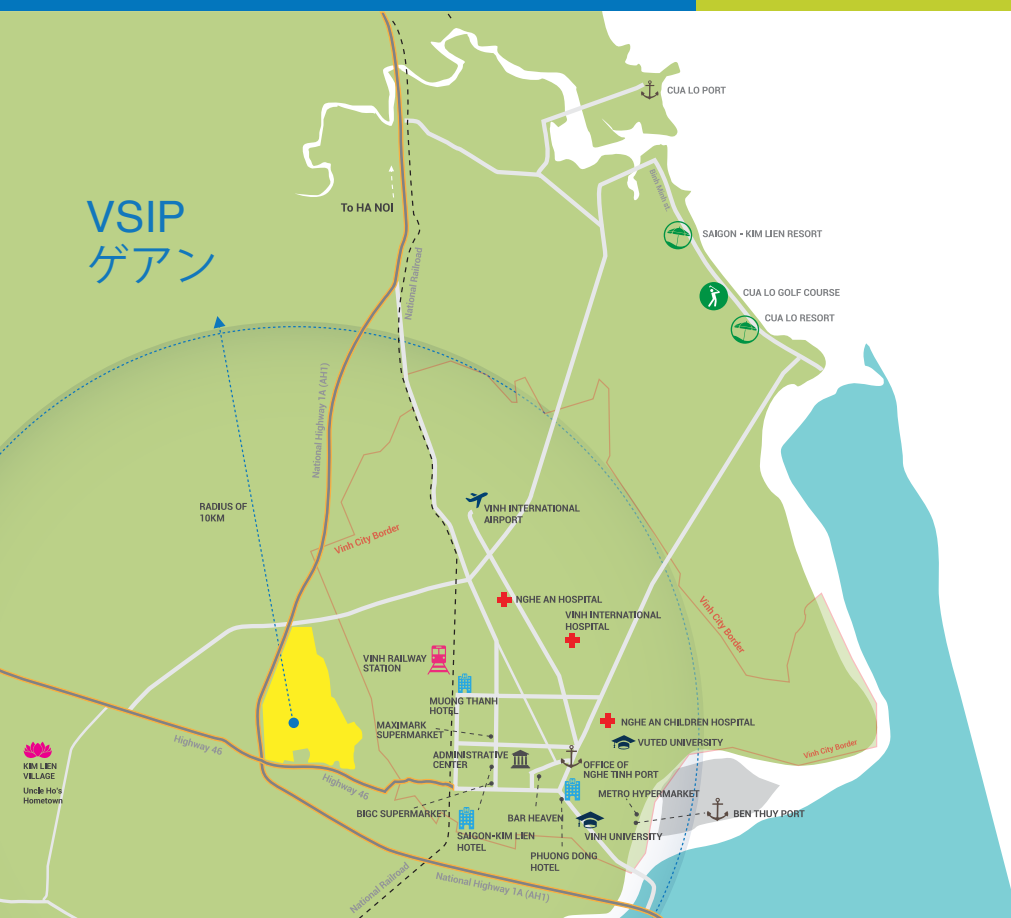 CUA LO PORT
Binh Minh st.
To HA NOI
VSIP
ゲアン
SAIGON - KIM LIEN RESORT
National Railroad
CUA LO GOLF COURSE
CUA LO RESORT
National Highway 1A (AH1)
RADIUS OF
10KM
VINH INTERNATIONAL
AIRPORT
Vinh City Border
NGHE AN HOSPITAL
VINH INTERNATIONAL
HOSPITAL
Vinh City Border
VINH RAILWAY
STATION
MUONG THANH
HOTEL
MAXIMARK
SUPERMARKET
NGHE AN CHILDREN HOSPITAL
VUTED UNIVERSITY
Highway 46
Vinh City Border
ADMINISTRATIVE
CENTER
OFFICE OF
NGHE TINH PORT
KIM LIEN
VILLAGE
Uncle Ho's
Hometown
Highway 46
METRO HYPERMARKET
BIGC SUPERMARKET
BAR HEAVEN
BEN THUY PORT
SAIGON-KIM LIEN
HOTEL
VINH UNIVERSITY
PHUONG DONG
HOTEL
National Railroad
National Highway 1A (AH1)